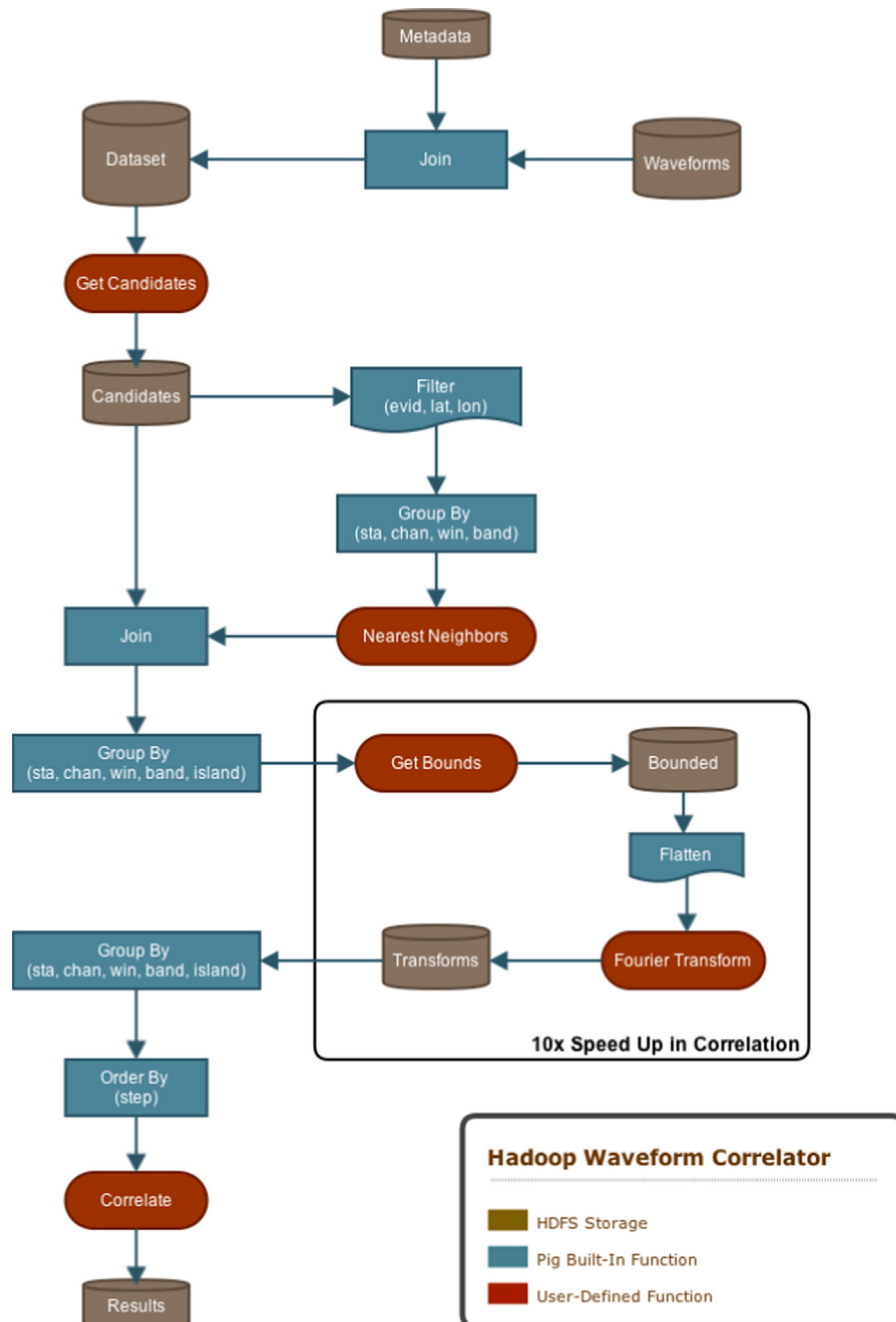 Metadata
Dataset
Join
Waveforms
Get Candidates
Candidates
Filter
(evid, lat, lon)
Group By
(sta, chan, win, band)
Join
Nearest Neighbors
Group By
(sta, chan, win, band, island)
Get Bounds
Bounded
Flatten
Group By
(sta, chan, win, band, island)
Transforms
Fourier Transform
10x Speed Up in Correlation
Order By
(step)
Correlate
Results
Hadoop Waveform Correlator
HDFS Storage
Pig Built-In Function
User-Defined Function